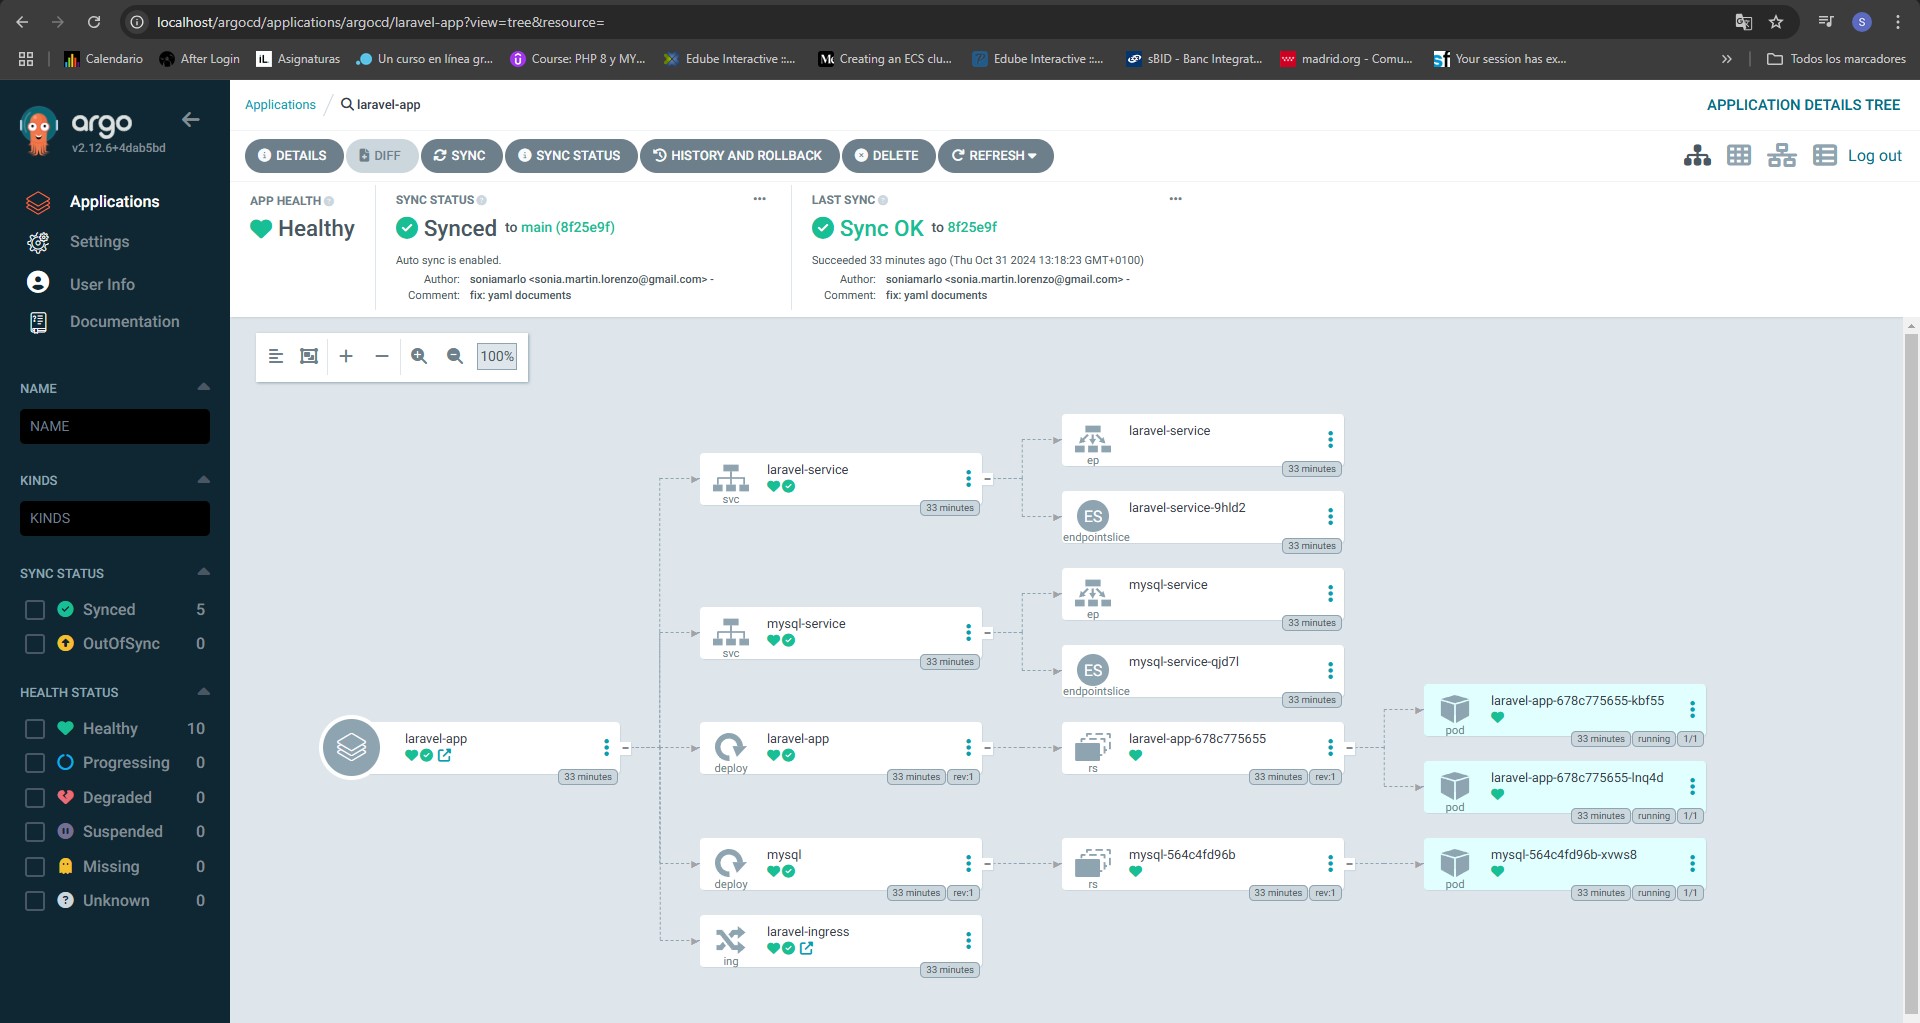 localhost/argocd/applications/argocd/laravel-app?view=tree&resource=
S
Calendario
After Login
iL Asignaturas
Un curso en línea gr...
Course: PHP 8 y MY...
Edube Interactive ::...
Creating an ECS clu...
Edube Interactive ::...
sBID - Banc Integrat...
madrid.org - Comu...
Your session has ex...
»
Todos los marcadores
argo
v2.12.6+4dab5bd
Applications
Settings
User Info
Documentation
NAME
NAME
KINDS
KINDS
SYNC STATUS
Synced 5
OutOfSync 0
HEALTH STATUS
Healthy 10
Progressing 0
Degraded 0
Suspended 0
Missing 0
Unknown 0
Applications / laravel-app
APPLICATION DETAILS TREE
DETAILS
DIFF
SYNC
SYNC STATUS
HISTORY AND ROLLBACK
DELETE
REFRESH
Log out
APP HEALTH
Healthy
SYNC STATUS
Synced to main (8f25e9f)
Auto sync is enabled.
Author: soniamarlo <sonia.martin.lorenzo@gmail.com> -
Comment: fix: yaml documents
LAST SYNC
Sync OK to 8f25e9f
Succeeded 33 minutes ago (Thu Oct 31 2024 13:18:23 GMT+0100)
Author: soniamarlo <sonia.martin.lorenzo@gmail.com> -
Comment: fix: yaml documents
100%
laravel-app
33 minutes
laravel-service
svc
33 minutes
mysql-service
svc
33 minutes
laravel-app
deploy
33 minutes rev:1
mysql
deploy
33 minutes rev:1
laravel-ingress
ing
33 minutes
laravel-service
ep
33 minutes
ES
laravel-service-9hld2
endpointslice
33 minutes
mysql-service
ep
33 minutes
ES
mysql-service-qjd7l
endpointslice
33 minutes
laravel-app-678c775655
rs
33 minutes rev:1
mysql-564c4fd96b
rs
33 minutes rev:1
laravel-app-678c775655-kbf55
pod
33 minutes running 1/1
laravel-app-678c775655-lnq4d
pod
33 minutes running 1/1
mysql-564c4fd96b-xvws8
pod
33 minutes running 1/1